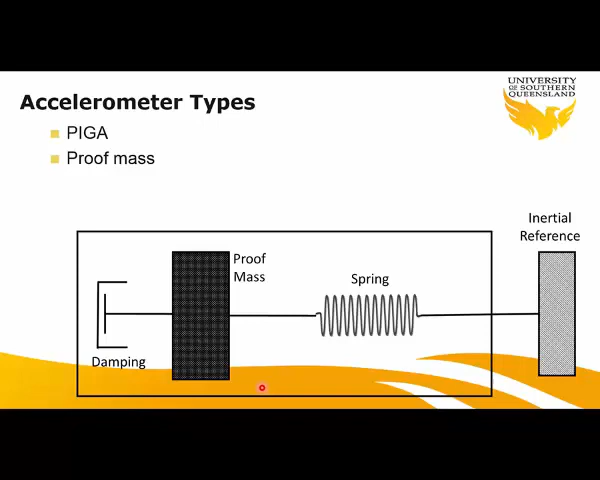 UNIVERSITY
OF SOUTHERN
QUEENSLAND
Accelerometer Types
PIGA
Proof mass
Inertial
Reference
Proof
Mass
Spring
Damping